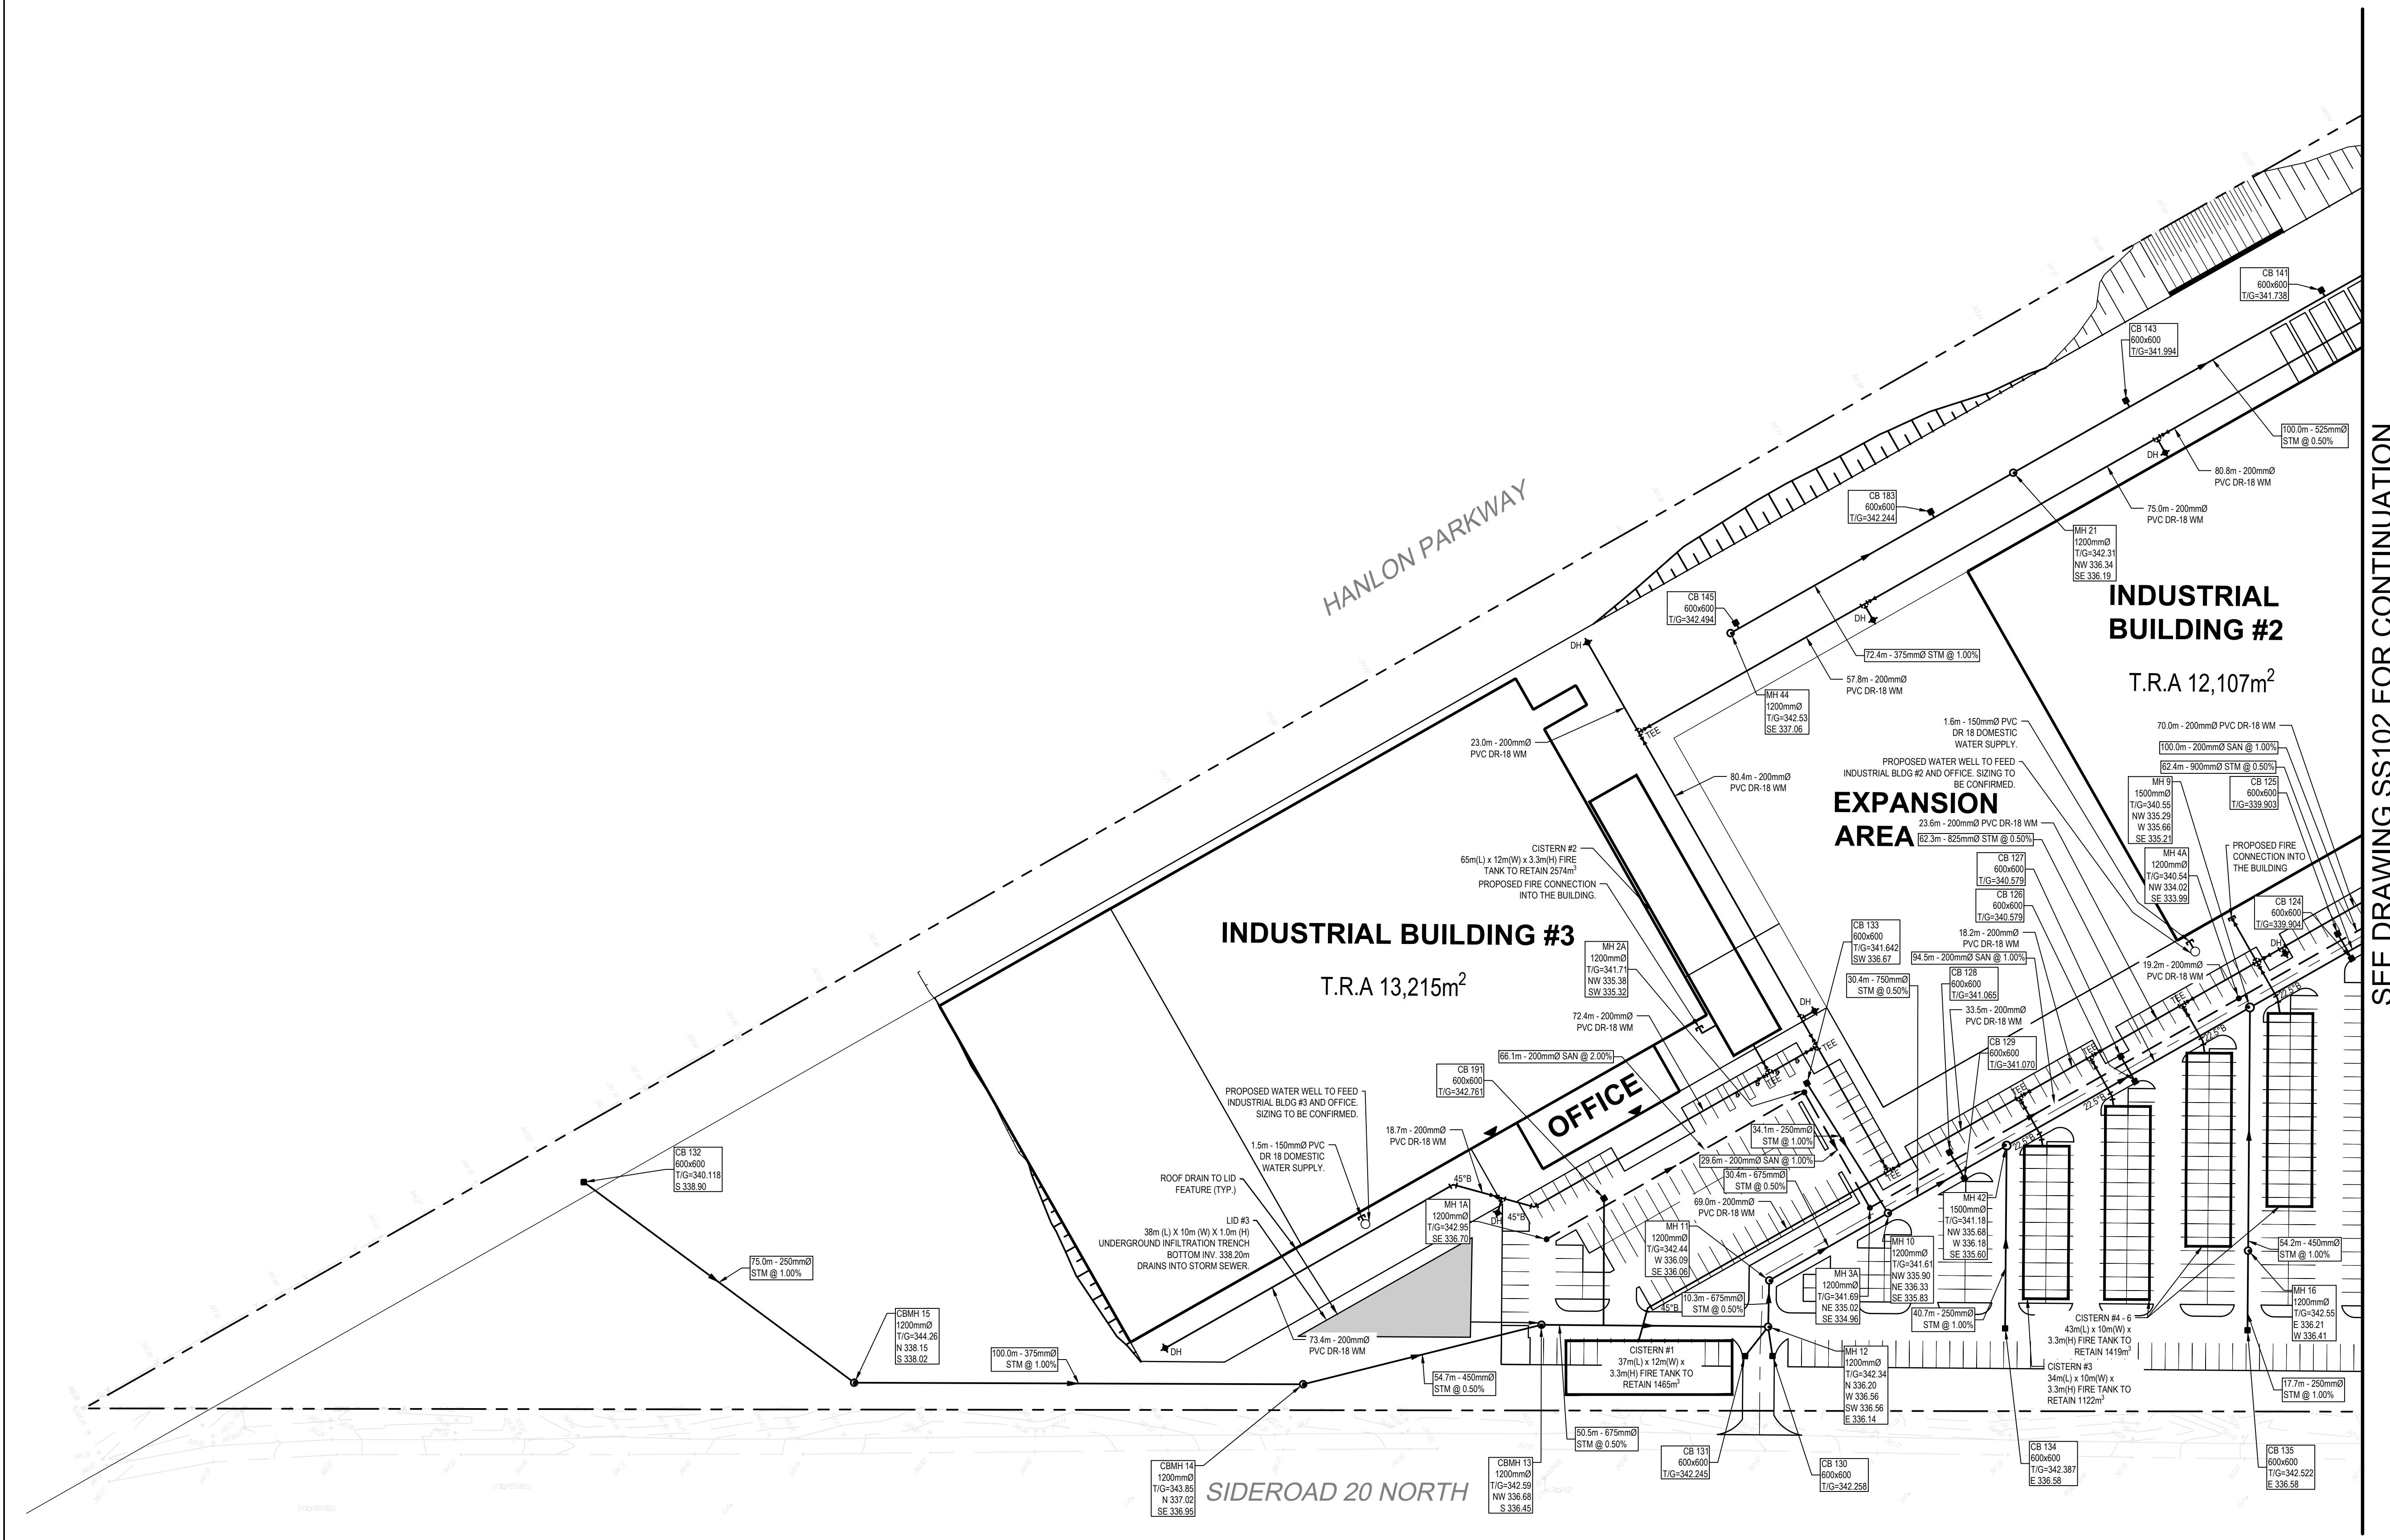 CB 141
600x600
T/G=341.738
CB 143
600x600
T/G=341.994
100.0m - 525mmØ
STM @ 0.50%
DH
80.8m - 200mmØ
PVC DR-18 WM
75.0m - 200mmØ
PVC DR-18 WM
SEE DRAWING SS102 FOR CONTINUATION
HANLON PARKWAY
CB 183
600x600
T/G=342.244
MH 21
1200mmØ
T/G=342.31
NW 336.34
SE 336.19
CB 145
600x600
T/G=342.494
DH
INDUSTRIAL
BUILDING #2
T.R.A 12,107m²
DH
72.4m - 375mmØ STM @ 1.00%
57.8m - 200mmØ
PVC DR-18 WM
MH 44
1200mmØ
T/G=342.53
SE 337.06
TEE
23.0m - 200mmØ
PVC DR-18 WM
80.4m - 200mmØ
PVC DR-18 WM
1.6m - 150mmØ PVC
DR 18 DOMESTIC
WATER SUPPLY.
PROPOSED WATER WELL TO FEED
INDUSTRIAL BLDG #2 AND OFFICE. SIZING TO
BE CONFIRMED.
70.0m - 200mmØ PVC DR-18 WM
100.0m - 200mmØ SAN @ 1.00%
62.4m - 900mmØ STM @ 0.50%
MH 9
1500mmØ
T/G=340.55
NW 335.29
W 335.66
SE 335.21
CB 125
600x600
T/G=339.903
EXPANSION
AREA
23.6m - 200mmØ PVC DR-18 WM
62.3m - 825mmØ STM @ 0.50%
PROPOSED FIRE
CONNECTION INTO
THE BUILDING
MH 4A
1200mmØ
T/G=340.54
NW 334.02
SE 333.99
CB 127
600x600
T/G=340.579
CB 126
600x600
T/G=340.579
CB 124
600x600
T/G=339.904
CISTERN #2
65m(L) x 12m(W) x 3.3m(H) FIRE
TANK TO RETAIN 2574m³
PROPOSED FIRE CONNECTION
INTO THE BUILDING.
INDUSTRIAL BUILDING #3
T.R.A 13,215m²
MH 2A
1200mmØ
T/G=341.71
NW 335.38
SW 335.32
CB 133
600x600
T/G=341.642
SW 336.67
18.2m - 200mmØ
PVC DR-18 WM
94.5m - 200mmØ SAN @ 1.00%
DH
19.2m - 200mmØ
PVC DR-18 WM
30.4m - 750mmØ
STM @ 0.50%
CB 128
600x600
T/G=341.065
22.5°B
TEE
DH
33.5m - 200mmØ
PVC DR-18 WM
72.4m - 200mmØ
PVC DR-18 WM
22.5°B
CB 129
600x600
T/G=341.070
TEE
TEE
66.1m - 200mmØ SAN @ 2.00%
CB 191
600x600
T/G=342.761
TEE
TEE
22.5°B
OFFICE
PROPOSED WATER WELL TO FEED
INDUSTRIAL BLDG #3 AND OFFICE.
SIZING TO BE CONFIRMED.
18.7m - 200mmØ
PVC DR-18 WM
34.1m - 250mmØ
STM @ 1.00%
22.5°B
1.5m - 150mmØ PVC
DR 18 DOMESTIC
WATER SUPPLY.
29.6m - 200mmØ SAN @ 1.00%
30.4m - 675mmØ
STM @ 0.50%
TEE
CB 132
600x600
T/G=340.118
S 338.90
ROOF DRAIN TO LID
FEATURE (TYP.)
45°B
MH 1A
1200mmØ
T/G=342.95
SE 336.70
DH
45°B
69.0m - 200mmØ
PVC DR-18 WM
MH 42
1500mmØ
T/G=341.18
NW 335.68
W 336.18
SE 335.60
LID #3
38m (L) X 10m (W) X 1.0m (H)
UNDERGROUND INFILTRATION TRENCH
BOTTOM INV. 338.20m
DRAINS INTO STORM SEWER.
MH 11
1200mmØ
T/G=342.44
W 336.09
SE 336.06
MH 10
1200mmØ
T/G=341.61
NW 335.90
NE 336.33
SE 335.83
54.2m - 450mmØ
STM @ 1.00%
75.0m - 250mmØ
STM @ 1.00%
MH 3A
1200mmØ
T/G=341.69
NE 335.02
SE 334.96
MH 16
1200mmØ
T/G=342.55
E 336.21
W 336.41
10.3m - 675mmØ
STM @ 0.50%
45°B
40.7m - 250mmØ
STM @ 1.00%
CBMH 15
1200mmØ
T/G=344.26
N 338.15
S 338.02
73.4m - 200mmØ
PVC DR-18 WM
CISTERN #4 - 6
43m(L) x 10m(W) x
3.3m(H) FIRE TANK TO
RETAIN 1419m³
DH
100.0m - 375mmØ
STM @ 1.00%
CISTERN #1
37m(L) x 12m(W) x
3.3m(H) FIRE TANK TO
RETAIN 1465m³
MH 12
1200mmØ
T/G=342.34
N 336.20
W 336.56
SW 336.56
E 336.14
CISTERN #3
34m(L) x 10m(W) x
3.3m(H) FIRE TANK TO
RETAIN 1122m³
54.7m - 450mmØ
STM @ 0.50%
17.7m - 250mmØ
STM @ 1.00%
50.5m - 675mmØ
STM @ 0.50%
CBMH 14
1200mmØ
T/G=343.85
N 337.02
SE 336.95
SIDEROAD 20 NORTH
CBMH 13
1200mmØ
T/G=342.59
NW 336.68
S 336.45
CB 131
600x600
T/G=342.245
CB 130
600x600
T/G=342.258
CB 134
600x600
T/G=342.387
E 336.58
CB 135
600x600
T/G=342.522
E 336.58